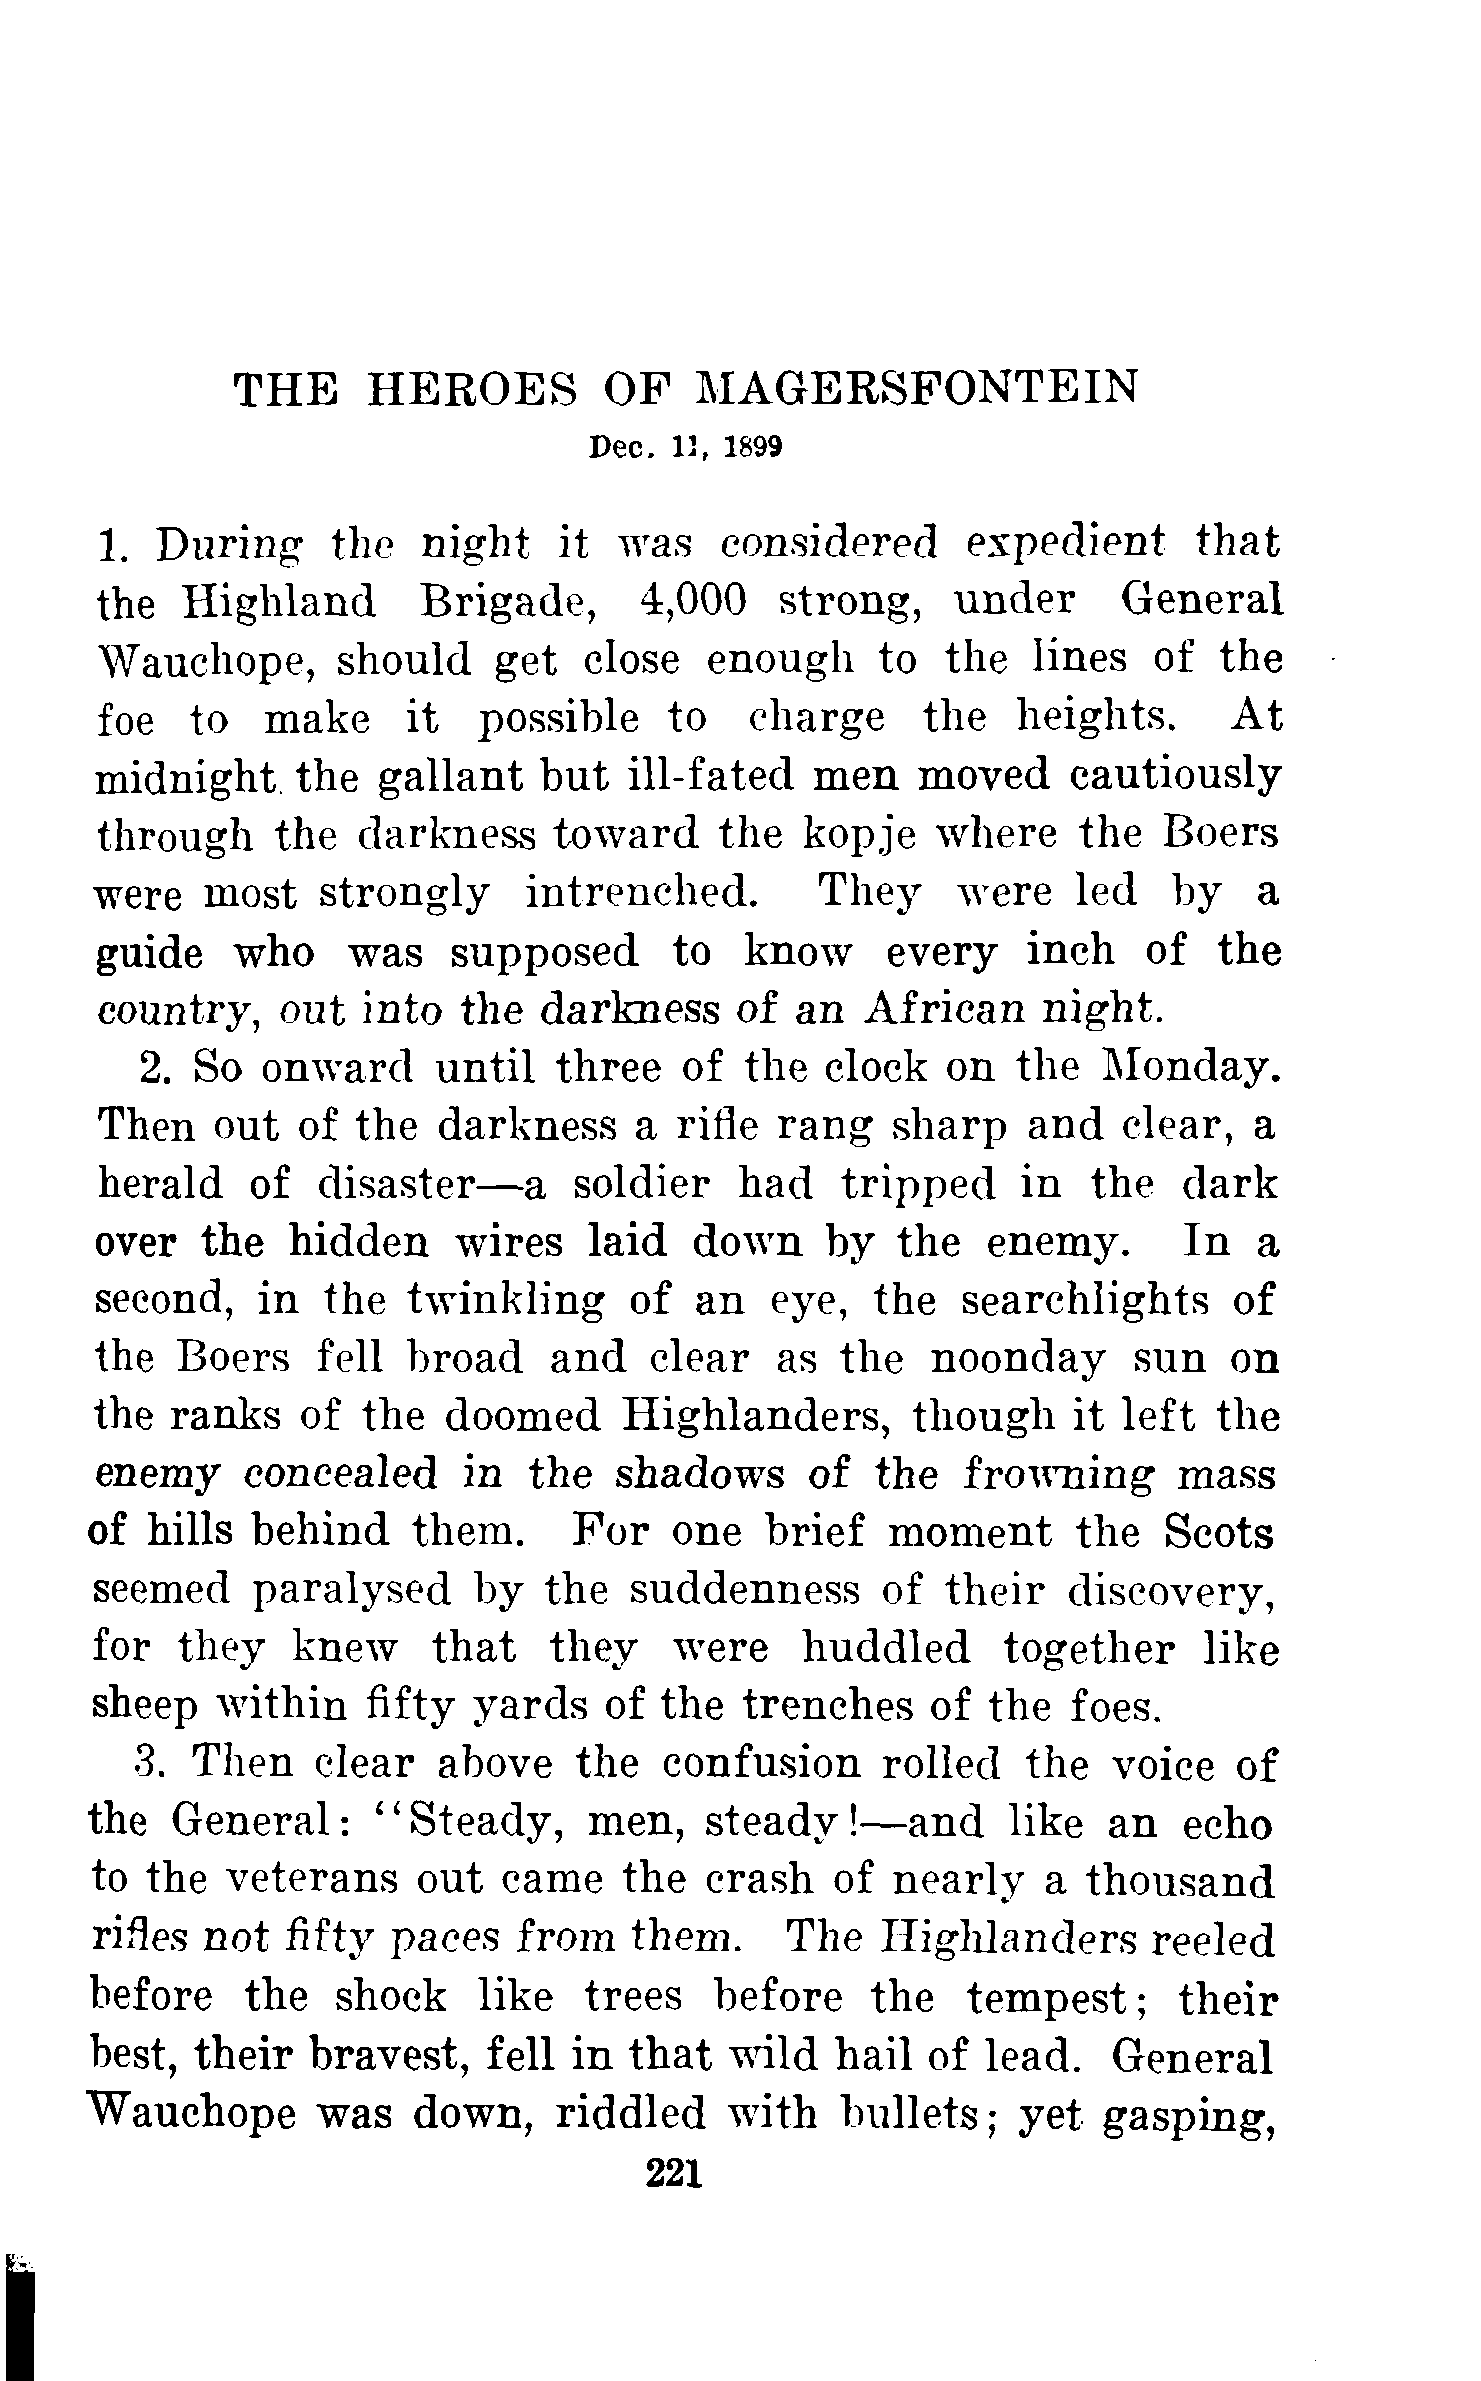 THE HEROES OF MAGERSFONTEIN
Dec. 11, 1899
1. During the night it was considered expedient that
the Highland Brigade, 4,000 strong, under General
Wauchope, should get close enough to the lines of the
foe to make it possible to charge the heights. At
midnight the gallant but ill-fated men moved cautiously
through the darkness toward the kopje where the Boers
were most strongly intrenched. They were led by a
guide who was supposed to know every inch of the
country, out into the darkness of an African night.
2. So onward until three of the clock on the Monday.
Then out of the darkness a rifle rang sharp and clear, a
herald of disaster—a soldier had tripped in the dark
over the hidden wires laid down by the enemy. In a
second, in the twinkling of an eye, the searchlights of
the Boers fell broad and clear as the noonday sun on
the ranks of the doomed Highlanders, though it left the
enemy concealed in the shadows of the frowning mass
of hills behind them. For one brief moment the Scots
seemed paralysed by the suddenness of their discovery,
for they knew that they were huddled together like
sheep within fifty yards of the trenches of the foes.
3. Then clear above the confusion rolled the voice of
the General: "Steady, men, steady!—and like an echo
to the veterans out came the crash of nearly a thousand
rifles not fifty paces from them. The Highlanders reeled
before the shock like trees before the tempest; their
best, their bravest, fell in that wild hail of lead. General
Wauchope was down, riddled with bullets; yet gasping,
221